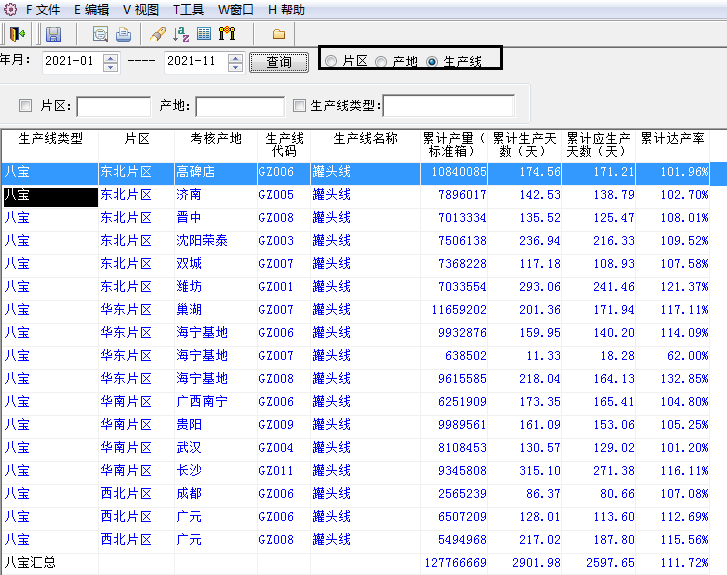 F 文件 E 编辑 V 视图 T工具 W窗口 H 帮助
年月: 2021-01 ---- 2021-11 查询 片区 产地 生产线
片区: 产地: 生产线类型:
生产线类型 片区 考核产地 生产线代码 生产线名称 累计产量(标准箱) 累计生产天数(天) 累计应生产天数(天) 累计达产率
八宝 东北片区 高碑店 GZ006 罐头线 10840085 174.56 171.21 101.96%
八宝 东北片区 济南 GZ005 罐头线 7896017 142.53 138.79 102.70%
八宝 东北片区 晋中 GZ008 罐头线 7013334 135.52 125.47 108.01%
八宝 东北片区 沈阳荣泰 GZ003 罐头线 7506138 236.94 216.33 109.52%
八宝 东北片区 双城 GZ007 罐头线 7368228 117.18 108.93 107.58%
八宝 东北片区 潍坊 GZ001 罐头线 7033554 293.06 241.46 121.37%
八宝 华东片区 巢湖 GZ007 罐头线 11659202 201.36 171.94 117.11%
八宝 华东片区 海宁基地 GZ006 罐头线 9932876 159.95 140.20 114.09%
八宝 华东片区 海宁基地 GZ007 罐头线 638502 11.33 18.28 62.00%
八宝 华东片区 海宁基地 GZ008 罐头线 9615585 218.04 164.13 132.85%
八宝 华南片区 广西南宁 GZ006 罐头线 6251909 173.35 165.41 104.80%
八宝 华南片区 贵阳 GZ009 罐头线 9989561 161.09 153.06 105.25%
八宝 华南片区 武汉 GZ004 罐头线 8108453 130.57 129.02 101.20%
八宝 华南片区 长沙 GZ011 罐头线 9345808 315.10 271.38 116.11%
八宝 西北片区 成都 GZ006 罐头线 2565239 86.37 80.66 107.08%
八宝 西北片区 广元 GZ006 罐头线 6507209 128.01 113.60 112.69%
八宝 西北片区 广元 GZ008 罐头线 5494968 217.02 187.80 115.56%
八宝汇总 127766669 2901.98 2597.65 111.72%